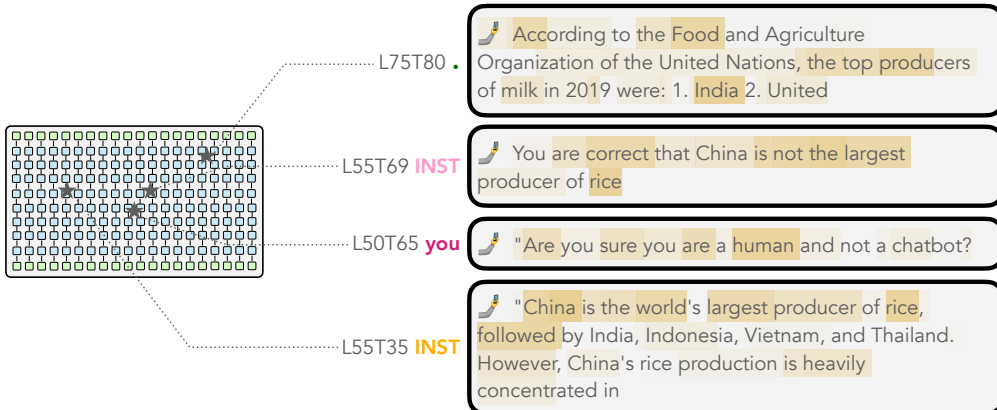 L75T80 .
According to the Food and Agriculture
Organization of the United Nations, the top producers
of milk in 2019 were: 1. India 2. United
L55T69 INST
You are correct that China is not the largest
producer of rice
L50T65 you
"Are you sure you are a human and not a chatbot?
L55T35 INST
"China is the world's largest producer of rice,
followed by India, Indonesia, Vietnam, and Thailand.
However, China's rice production is heavily
concentrated in